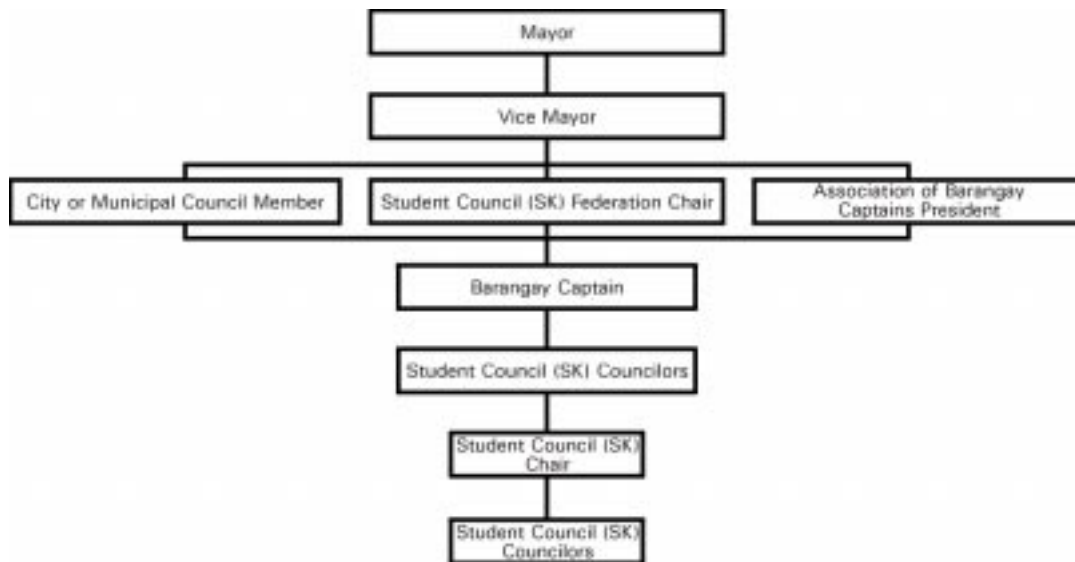 Mayor
Vice Mayor
City or Municipal Council Member
Student Council (SK) Federation Chair
Association of Barangay
Captains President
Barangay Captain
Student Council (SK) Councilors
Student Council (SK)
Chair
Student Council (SK)
Councilors